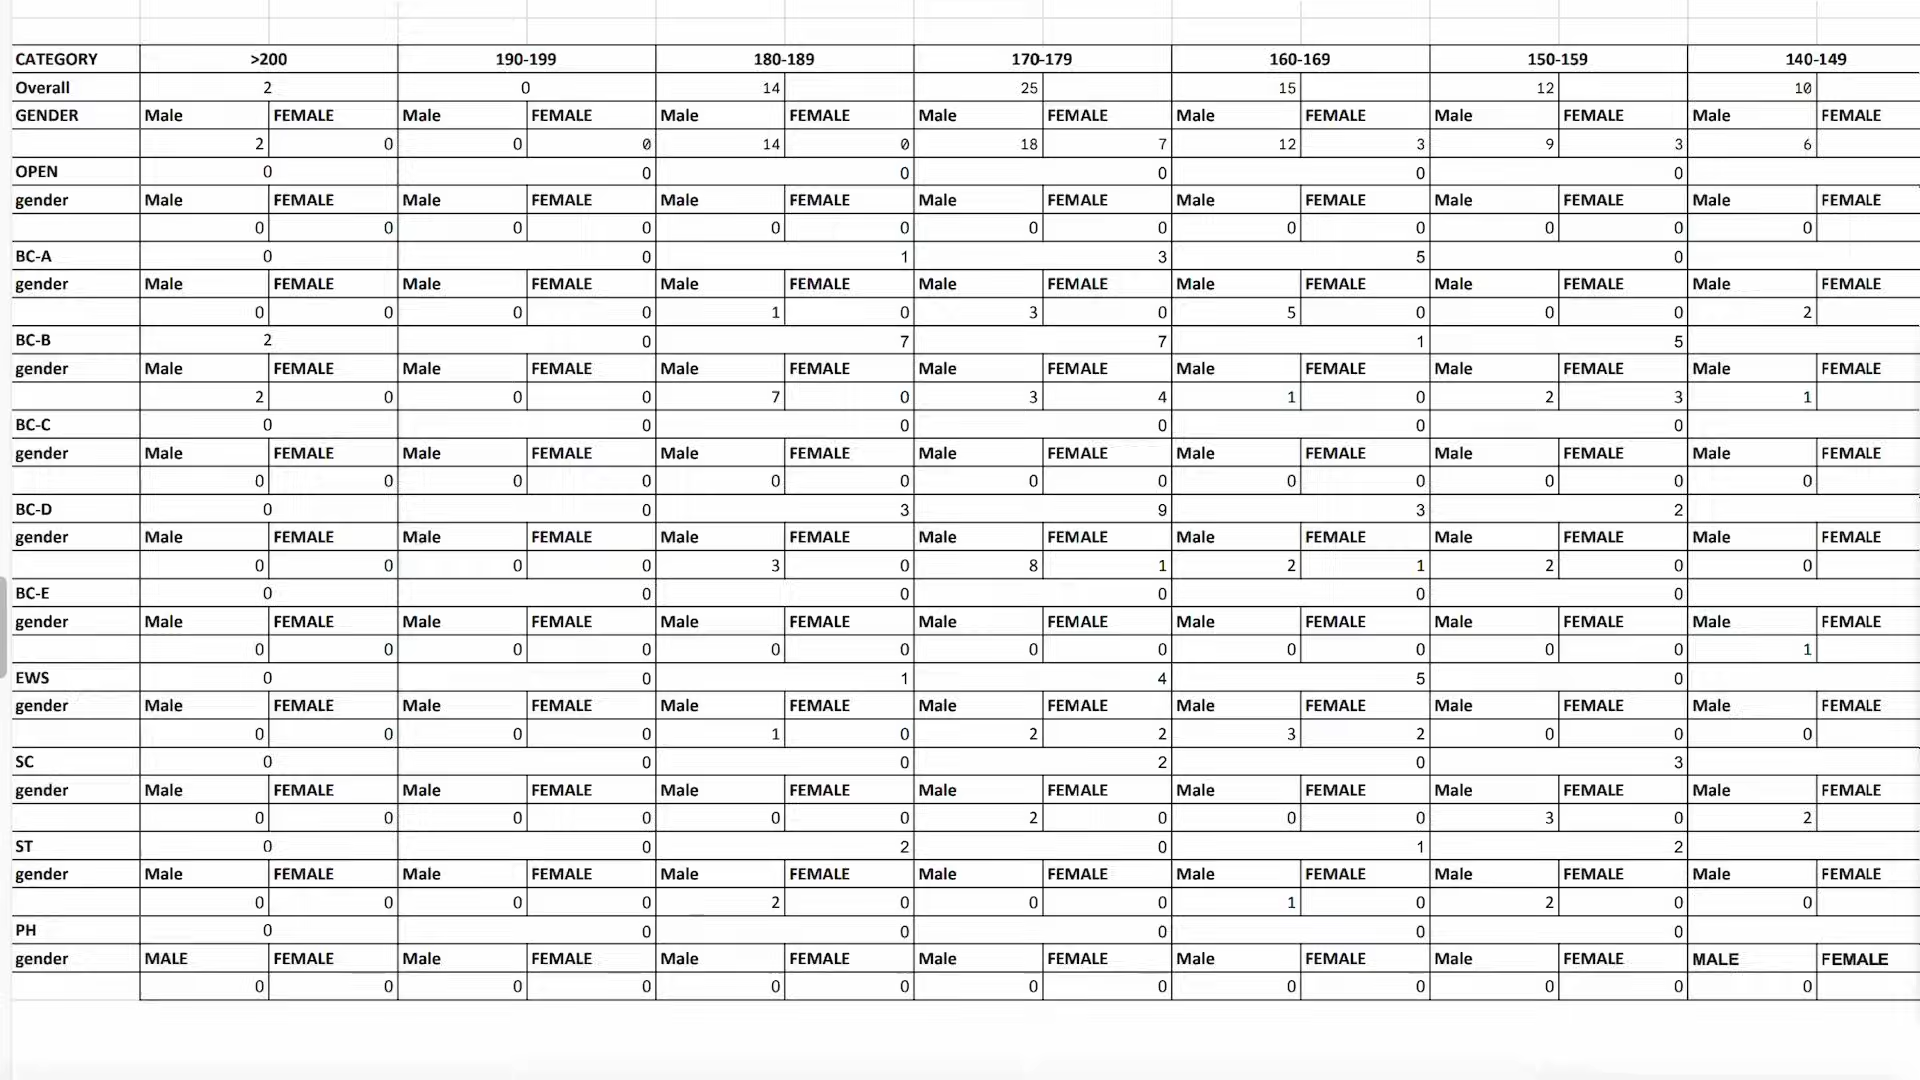 CATEGORY >200 190-199 180-189 170-179 160-169 150-159 140-149
Overall 2 0 14 25 15 12 10
GENDER Male FEMALE Male FEMALE Male FEMALE Male FEMALE Male FEMALE Male FEMALE Male FEMALE
2 0 0 0 14 0 18 7 12 3 9 3 6
OPEN 0 0 0 0 0 0
gender Male FEMALE Male FEMALE Male FEMALE Male FEMALE Male FEMALE Male FEMALE Male FEMALE
0 0 0 0 0 0 0 0 0 0 0 0 0
BC-A 0 0 1 3 5 0
gender Male FEMALE Male FEMALE Male FEMALE Male FEMALE Male FEMALE Male FEMALE Male FEMALE
0 0 0 0 1 0 3 0 5 0 0 0 2
BC-B 2 0 7 7 1 5
gender Male FEMALE Male FEMALE Male FEMALE Male FEMALE Male FEMALE Male FEMALE Male FEMALE
2 0 0 0 7 0 3 4 1 0 2 3 1
BC-C 0 0 0 0 0 0
gender Male FEMALE Male FEMALE Male FEMALE Male FEMALE Male FEMALE Male FEMALE Male FEMALE
0 0 0 0 0 0 0 0 0 0 0 0 0
BC-D 0 0 3 9 3 2
gender Male FEMALE Male FEMALE Male FEMALE Male FEMALE Male FEMALE Male FEMALE Male FEMALE
0 0 0 0 3 0 8 1 2 1 2 0 0
BC-E 0 0 0 0 0 0
gender Male FEMALE Male FEMALE Male FEMALE Male FEMALE Male FEMALE Male FEMALE Male FEMALE
0 0 0 0 0 0 0 0 0 0 0 0 1
EWS 0 0 1 4 5 0
gender Male FEMALE Male FEMALE Male FEMALE Male FEMALE Male FEMALE Male FEMALE Male FEMALE
0 0 0 0 1 0 2 2 3 2 0 0 0
SC 0 0 0 2 0 3
gender Male FEMALE Male FEMALE Male FEMALE Male FEMALE Male FEMALE Male FEMALE Male FEMALE
0 0 0 0 0 0 2 0 0 0 3 0 2
ST 0 0 2 0 1 2
gender Male FEMALE Male FEMALE Male FEMALE Male FEMALE Male FEMALE Male FEMALE Male FEMALE
0 0 0 0 2 0 0 0 1 0 2 0 0
PH 0 0 0 0 0 0
gender MALE FEMALE Male FEMALE Male FEMALE Male FEMALE Male FEMALE Male FEMALE MALE FEMALE
0 0 0 0 0 0 0 0 0 0 0 0 0